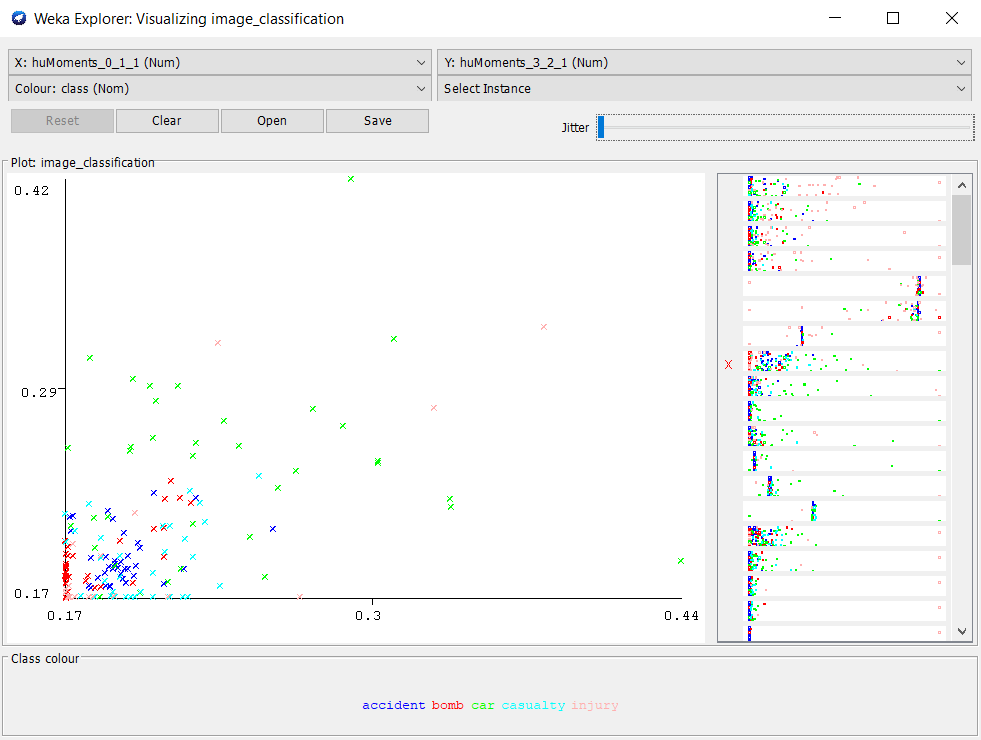 Weka Explorer: Visualizing image_classification
X: huMoments_0_1_1 (Num)
Y: huMoments_3_2_1 (Num)
Colour: class (Nom)
Select Instance
Reset
Clear
Open
Save
Jitter
Plot: image_classification
0.42
0.29
0.17
0.17
0.3
0.44
X
Class colour
accident bomb car casualty injury